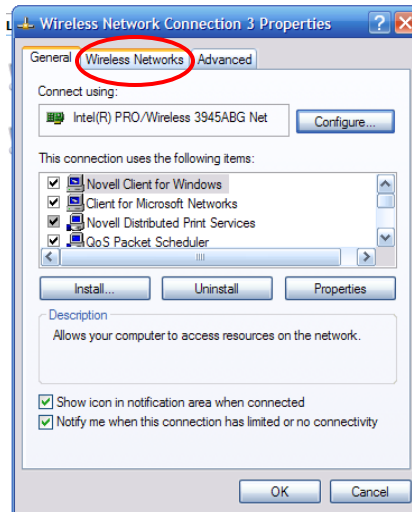 L
Wireless Network Connection 3 Properties
General Wireless Networks Advanced
Connect using:
Intel(R) PRO/Wireless 3945ABG Net
Configure...
This connection uses the following items:
Novell Client for Windows
Client for Microsoft Networks
Novell Distributed Print Services
QoS Packet Scheduler
Install... Uninstall Properties
Description
Allows your computer to access resources on the network.
Show icon in notification area when connected
Notify me when this connection has limited or no connectivity
OK Cancel